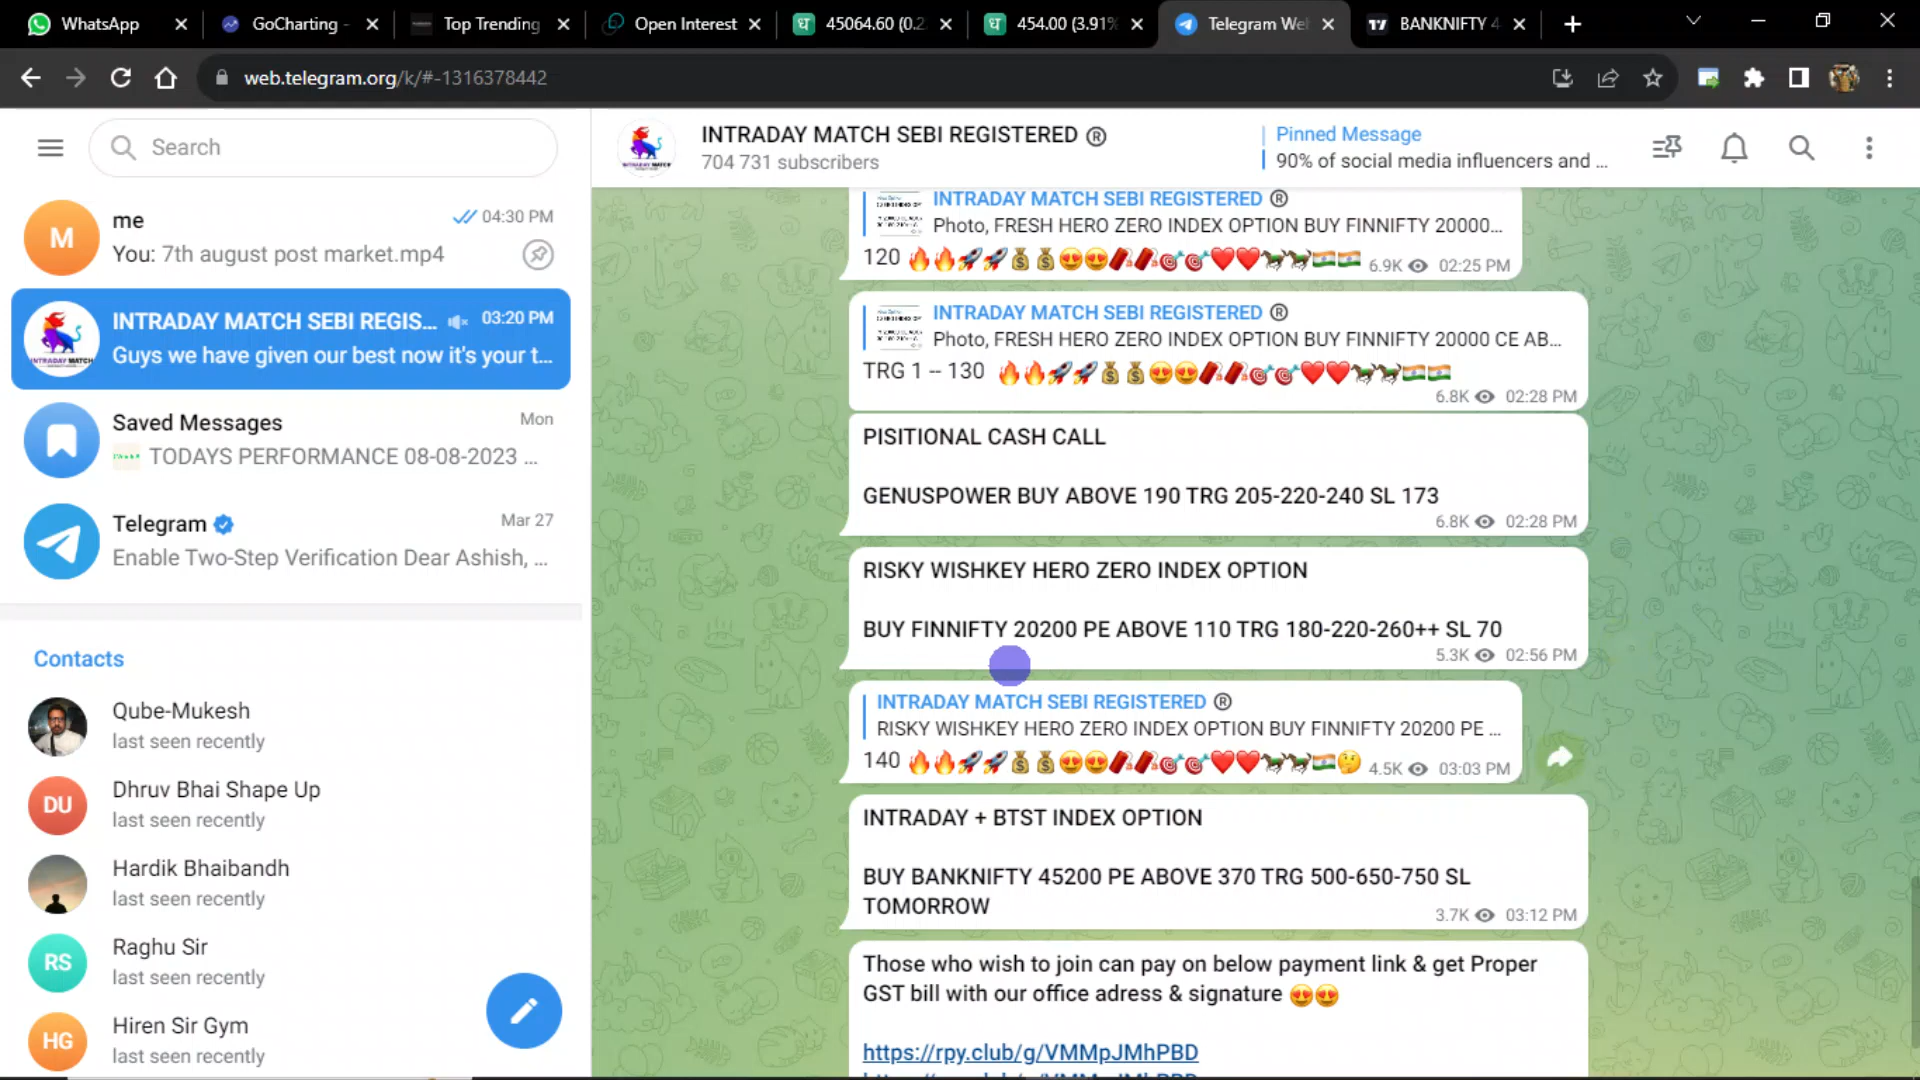 WhatsApp
GoCharting -
Top Trending
Open Interest
45064.60 (0.2
454.00 (3.91%
Telegram We
BANKNIFTY 4
web.telegram.org/k/#-1316378442
Search
me
04:30 PM
You: 7th august post market.mp4
INTRADAY MATCH SEBI REGIS...
03:20 PM
Guys we have given our best now it's your t...
Saved Messages
Mon
TODAYS PERFORMANCE 08-08-2023 ...
Telegram
Mar 27
Enable Two-Step Verification Dear Ashish, ...
Contacts
Qube-Mukesh
last seen recently
DU
Dhruv Bhai Shape Up
last seen recently
Hardik Bhaibandh
last seen recently
RS
Raghu Sir
last seen recently
HG
Hiren Sir Gym
last seen recently
M
INTRADAY MATCH
INTRADAY MATCH SEBI REGISTERED ®
704 731 subscribers
Pinned Message
90% of social media influencers and ...
INTRADAY MATCH SEBI REGISTERED ®
Photo, FRESH HERO ZERO INDEX OPTION BUY FINNIFTY 20000...
120 🔥🔥🚀🚀💰💰😍😍🧨🧨🎯🎯❤️❤️🐎🐎🇮🇳🇮🇳 6.9K 02:25 PM
INTRADAY MATCH SEBI REGISTERED ®
Photo, FRESH HERO ZERO INDEX OPTION BUY FINNIFTY 20000 CE AB...
TRG 1 -- 130 🔥🔥🚀🚀💰💰😍😍🧨🧨🎯🎯❤️❤️🐎🐎🇮🇳🇮🇳
6.8K 02:28 PM
PISITIONAL CASH CALL
GENUSPOWER BUY ABOVE 190 TRG 205-220-240 SL 173
6.8K 02:28 PM
RISKY WISHKEY HERO ZERO INDEX OPTION
BUY FINNIFTY 20200 PE ABOVE 110 TRG 180-220-260++ SL 70
5.3K 02:56 PM
INTRADAY MATCH SEBI REGISTERED ®
RISKY WISHKEY HERO ZERO INDEX OPTION BUY FINNIFTY 20200 PE ...
140 🔥🔥🚀🚀💰💰😍😍🧨🧨🎯🎯❤️❤️🐎🐎🇮🇳🤔 4.5K 03:03 PM
INTRADAY + BTST INDEX OPTION
BUY BANKNIFTY 45200 PE ABOVE 370 TRG 500-650-750 SL
TOMORROW
3.7K 03:12 PM
Those who wish to join can pay on below payment link & get Proper
GST bill with our office adress & signature 😍😍
https://rpy.club/g/VMMpJMhPBD